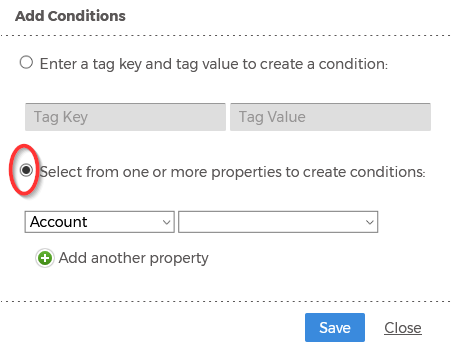 Add Conditions
Enter a tag key and tag value to create a condition:
Tag Key Tag Value
Select from one or more properties to create conditions:
Account
Add another property
Save Close